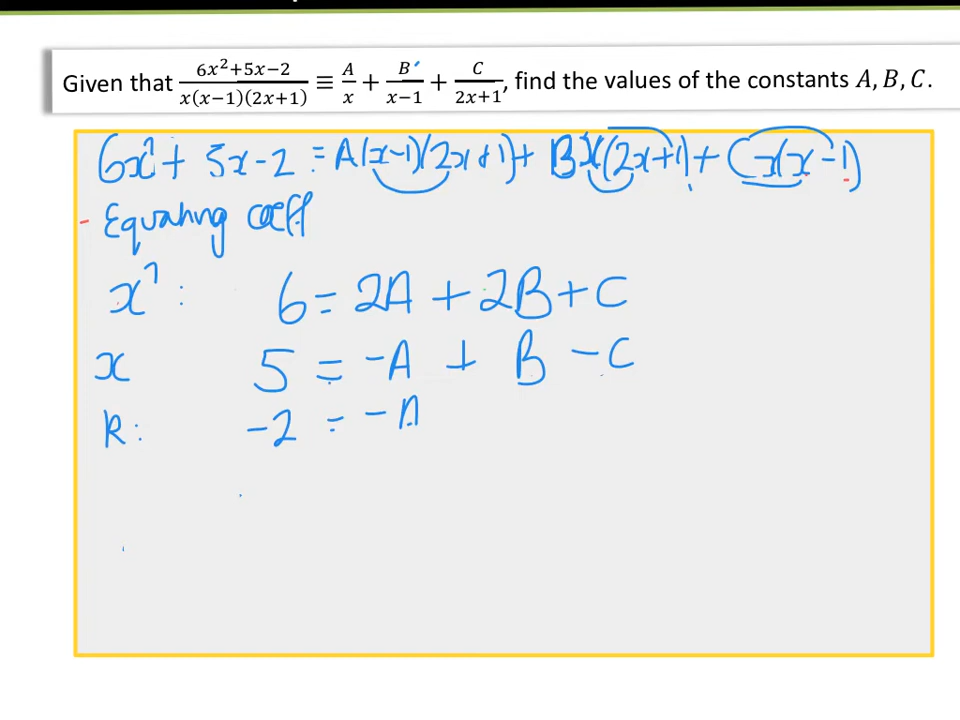 Given that 6x²+5x−2 / x(x−1)(2x+1) ≡ A/x + B/x−1 + C/2x+1, find the values of the constants A, B, C.
6x² + 5x - 2 = A(x-1)(2x+1) + Bx(2x+1) + Cx(x-1)
- Equating coeff
x² : 6 = 2A + 2B + C
x 5 = -A + B - C
k: -2 = -A